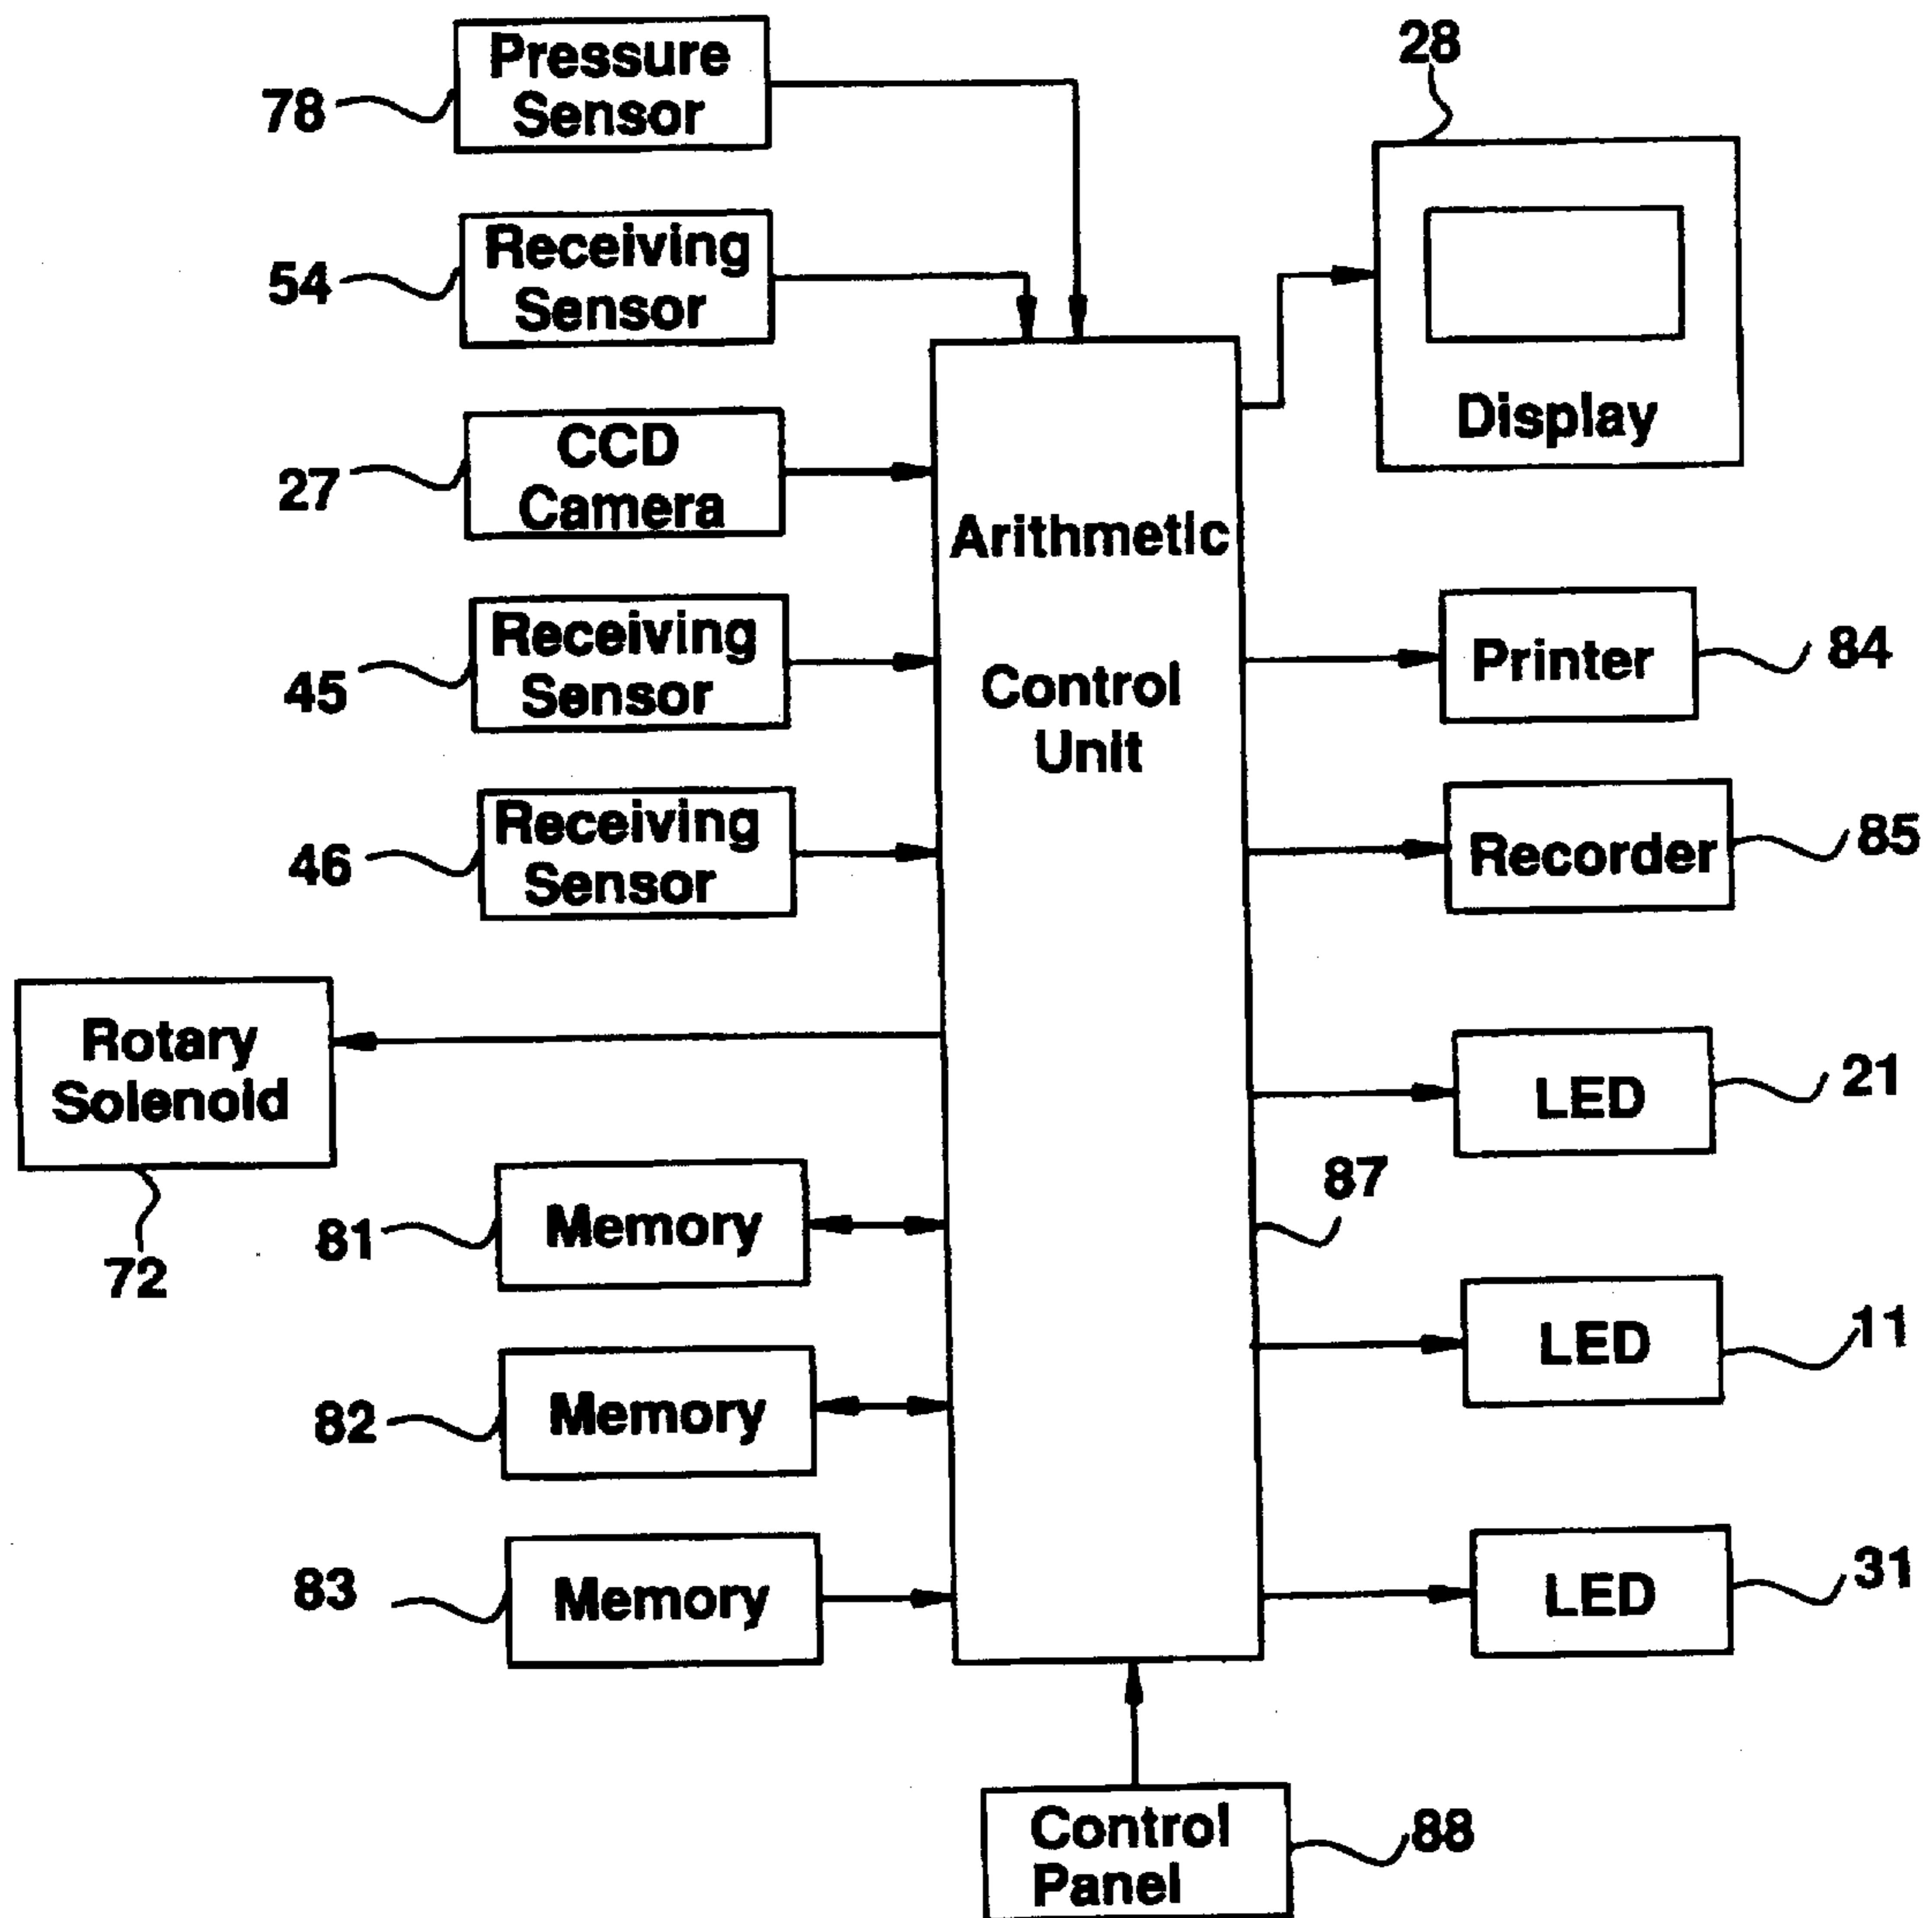 Pressure
Sensor
78
28
Receiving
Sensor
54
Display
CCD
Camera
27
Arithmetic
Control
Unit
Receiving
Sensor
45
Printer
84
Receiving
Sensor
46
Recorder
85
Rotary
Solenoid
72
LED
21
87
Memory
81
LED
11
Memory
82
Memory
83
LED
31
Control
Panel
88